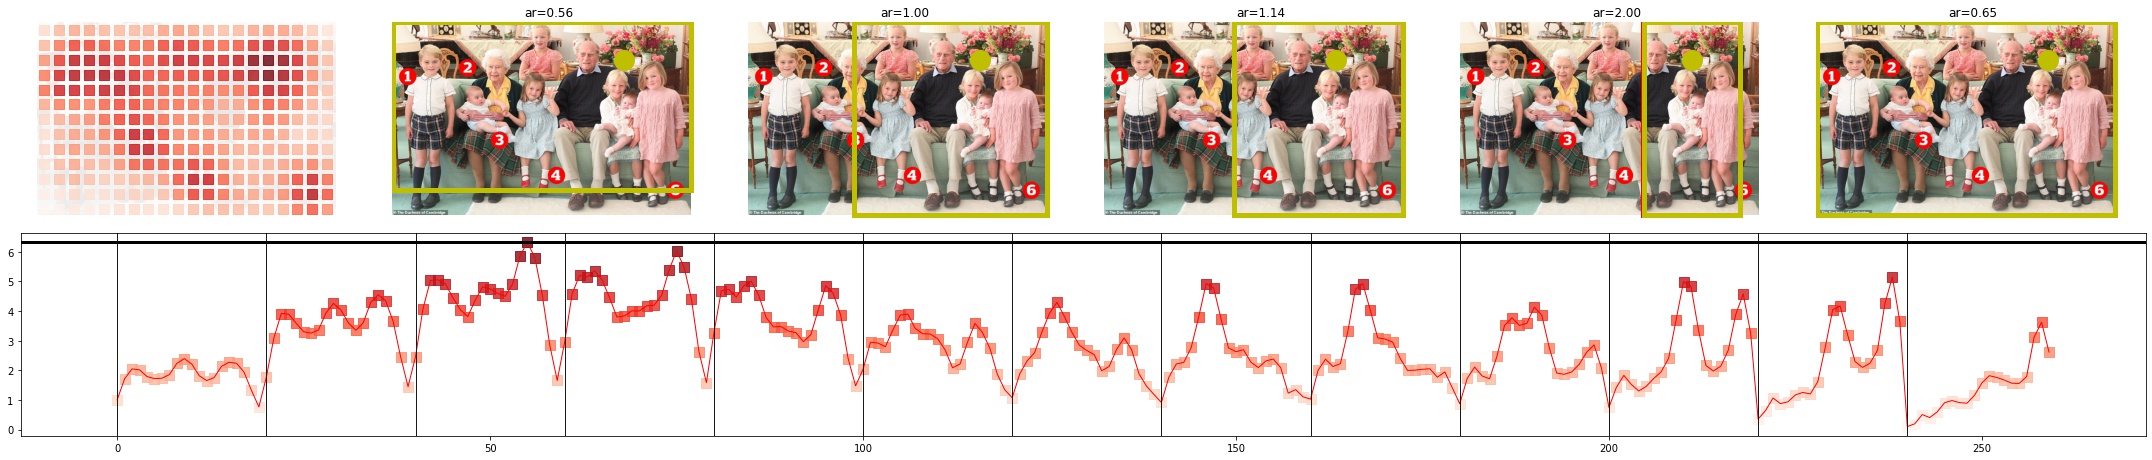 ar=0.56
ar=1.00
ar=1.14
ar=2.00
ar=0.65
1 2 3 4 6
1 2 3 4 6
1 2 3 4 6
1 2 3 4 6
1 2 3 4 6
© The Duchess of Cambridge
© The Duchess of Cambridge
© The Duchess of Cambridge
© The Duchess of Cambridge
© The Duchess of Cambridge
6
5
4
3
2
1
0
0 50 100 150 200 250